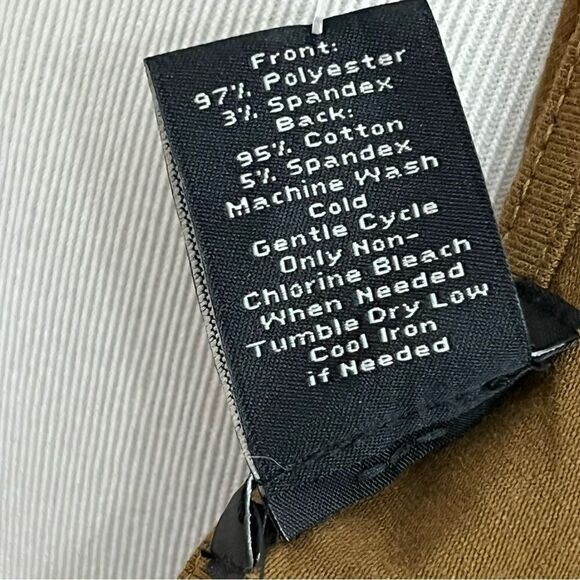 Front:
97% Polyester
3% Spandex
Back:
95% Cotton
5% Spandex
Machine Wash
Cold
Gentle Cycle
Only Non-
Chlorine Bleach
When Needed
Tumble Dry Low
Cool Iron
if Needed